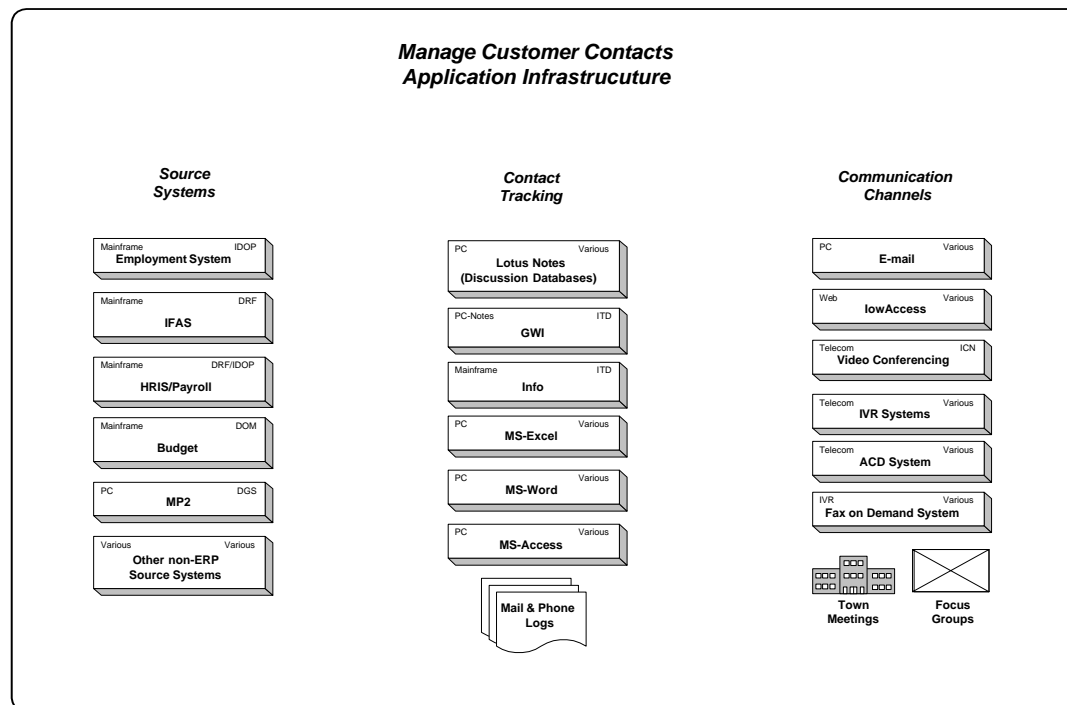 Manage Customer Contacts
Application Infrastrucuture
Source
Systems
Mainframe IDOP
Employment System
Mainframe DRF
IFAS
Mainframe DRF/IDOP
HRIS/Payroll
Mainframe DOM
Budget
PC DGS
MP2
Various Various
Other non-ERP
Source Systems
Contact
Tracking
PC Various
Lotus Notes
(Discussion Databases)
PC-Notes ITD
GWI
Mainframe ITD
Info
PC Various
MS-Excel
PC Various
MS-Word
PC Various
MS-Access
Mail & Phone
Logs
Communication
Channels
PC Various
E-mail
Web Various
IowAccess
Telecom ICN
Video Conferencing
Telecom Various
IVR Systems
Telecom Various
ACD System
IVR Various
Fax on Demand System
Town
Meetings
Focus
Groups